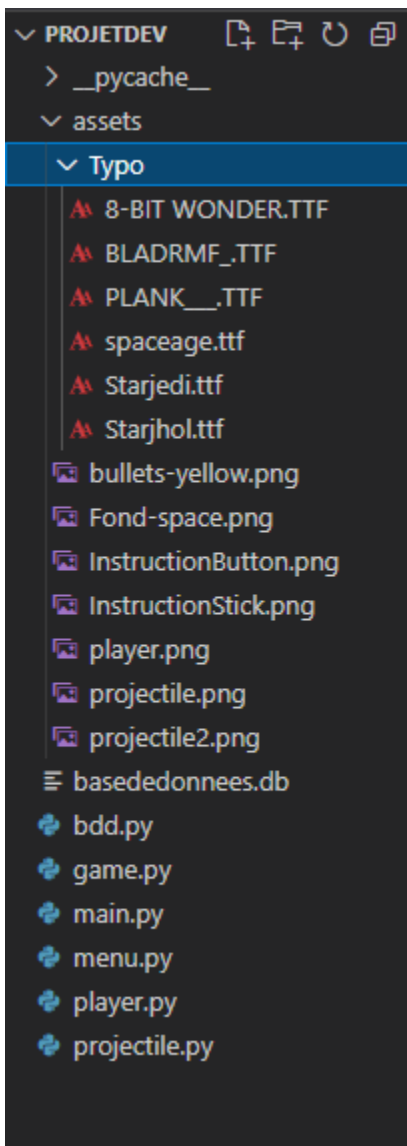 PROJETDEV
__pycache__
assets
Typo
8-BIT WONDER.TTF
BLADRMF_.TTF
PLANK___.TTF
spaceage.ttf
Starjedi.ttf
Starjhol.ttf
bullets-yellow.png
Fond-space.png
InstructionButton.png
InstructionStick.png
player.png
projectile.png
projectile2.png
basededonnees.db
bdd.py
game.py
main.py
menu.py
player.py
projectile.py